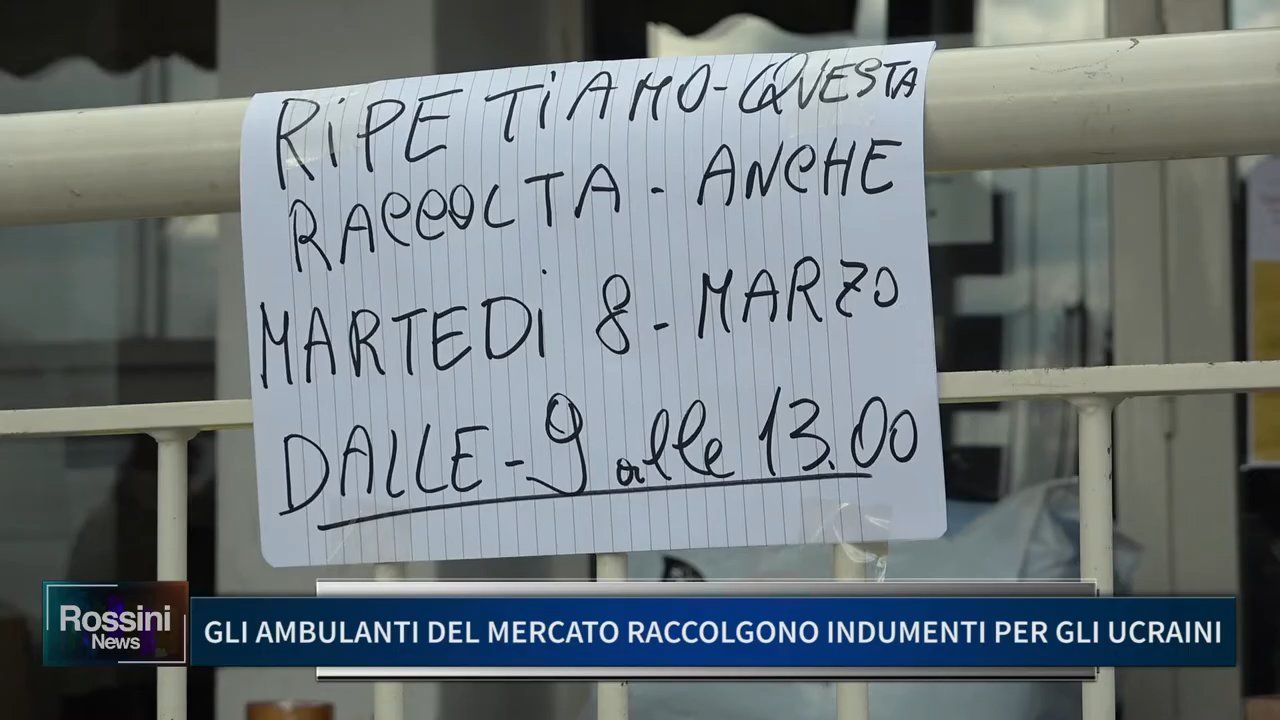 RiPETiAMO-QUESTA
RACCOLTA - ANCHE
MARTEDi 8 - MARZO
DALLE - 9 alle 13.00
Rossini
News
GLI AMBULANTI DEL MERCATO RACCOLGONO INDUMENTI PER GLI UCRAINI